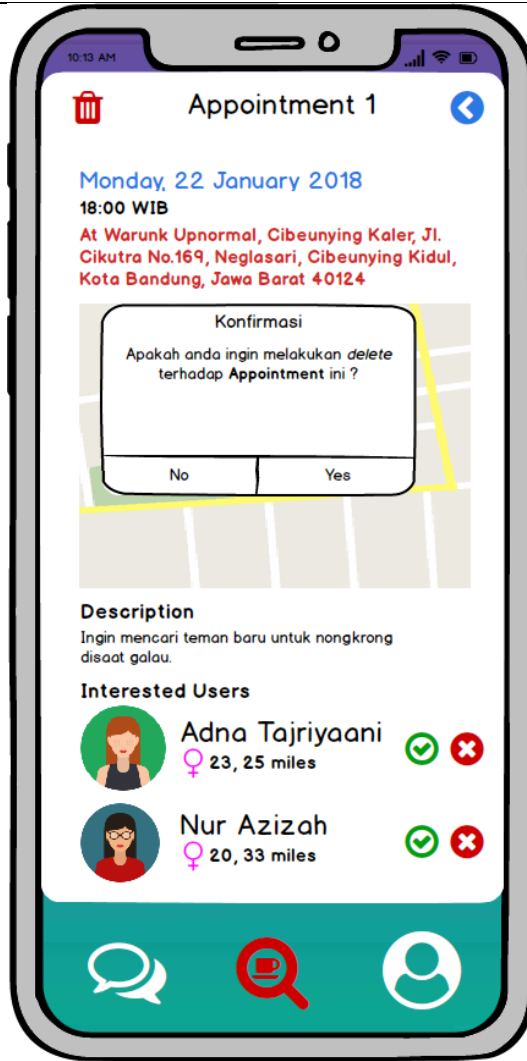 10:13 AM
Appointment 1
Monday, 22 January 2018
18:00 WIB
At Warunk Upnormal, Cibeunying Kaler, Jl.
Cikutra No.169, Neglasari, Cibeunying Kidul,
Kota Bandung, Jawa Barat 40124
Konfirmasi
Apakah anda ingin melakukan delete
terhadap Appointment ini ?
No Yes
Description
Ingin mencari teman baru untuk nongkrong
disaat galau.
Interested Users
Adna Tajriyaani
23, 25 miles
Nur Azizah
20, 33 miles